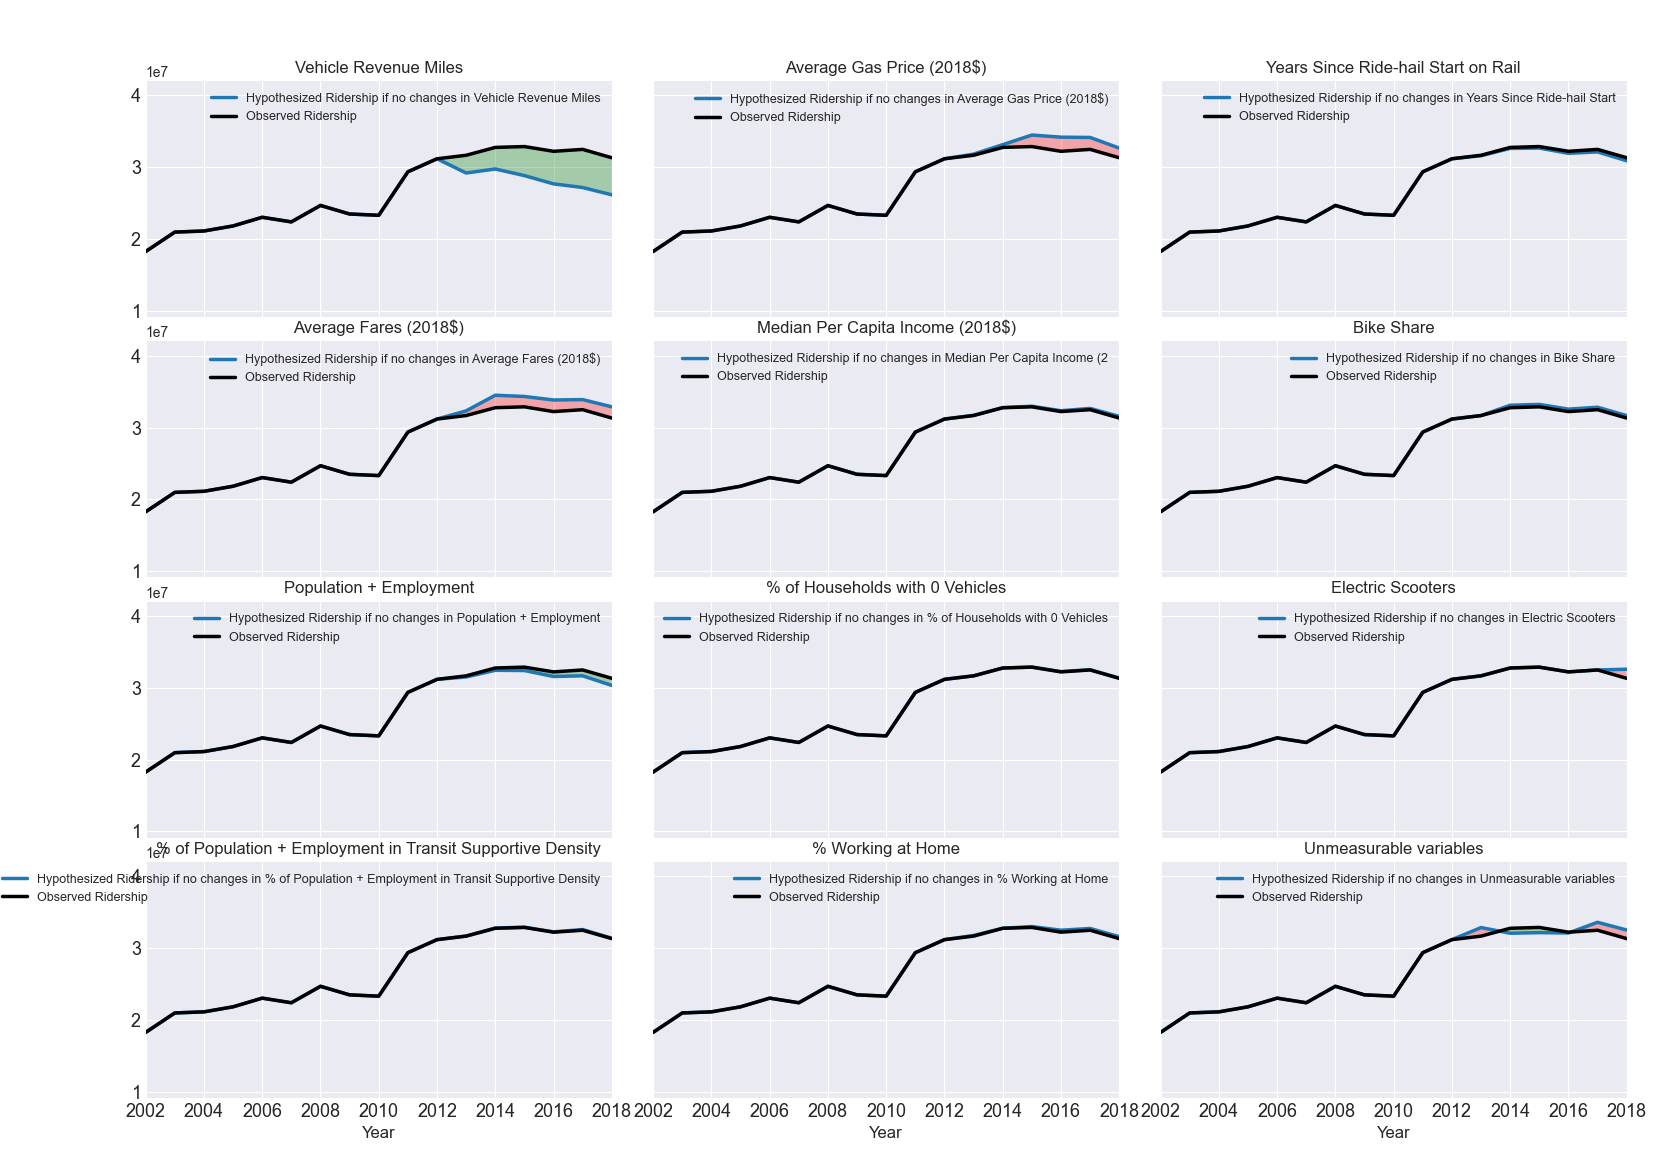 Vehicle Revenue Miles
1e7
Hypothesized Ridership if no changes in Vehicle Revenue Miles
Observed Ridership
4
3
2
1
Average Gas Price (2018$)
Hypothesized Ridership if no changes in Average Gas Price (2018$)
Observed Ridership
Years Since Ride-hail Start on Rail
Hypothesized Ridership if no changes in Years Since Ride-hail Start
Observed Ridership
Average Fares (2018$)
1e7
Hypothesized Ridership if no changes in Average Fares (2018$)
Observed Ridership
4
3
2
1
Median Per Capita Income (2018$)
Hypothesized Ridership if no changes in Median Per Capita Income (2
Observed Ridership
Bike Share
Hypothesized Ridership if no changes in Bike Share
Observed Ridership
Population + Employment
1e7
Hypothesized Ridership if no changes in Population + Employment
Observed Ridership
4
3
2
1
% of Households with 0 Vehicles
Hypothesized Ridership if no changes in % of Households with 0 Vehicles
Observed Ridership
Electric Scooters
Hypothesized Ridership if no changes in Electric Scooters
Observed Ridership
% of Population + Employment in Transit Supportive Density
1e7
Hypothesized Ridership if no changes in % of Population + Employment in Transit Supportive Density
Observed Ridership
4
3
2
1
2002 2004 2006 2008 2010 2012 2014 2016 2018
Year
% Working at Home
Hypothesized Ridership if no changes in % Working at Home
Observed Ridership
2002 2004 2006 2008 2010 2012 2014 2016 2018
Year
Unmeasurable variables
Hypothesized Ridership if no changes in Unmeasurable variables
Observed Ridership
2002 2004 2006 2008 2010 2012 2014 2016 2018
Year